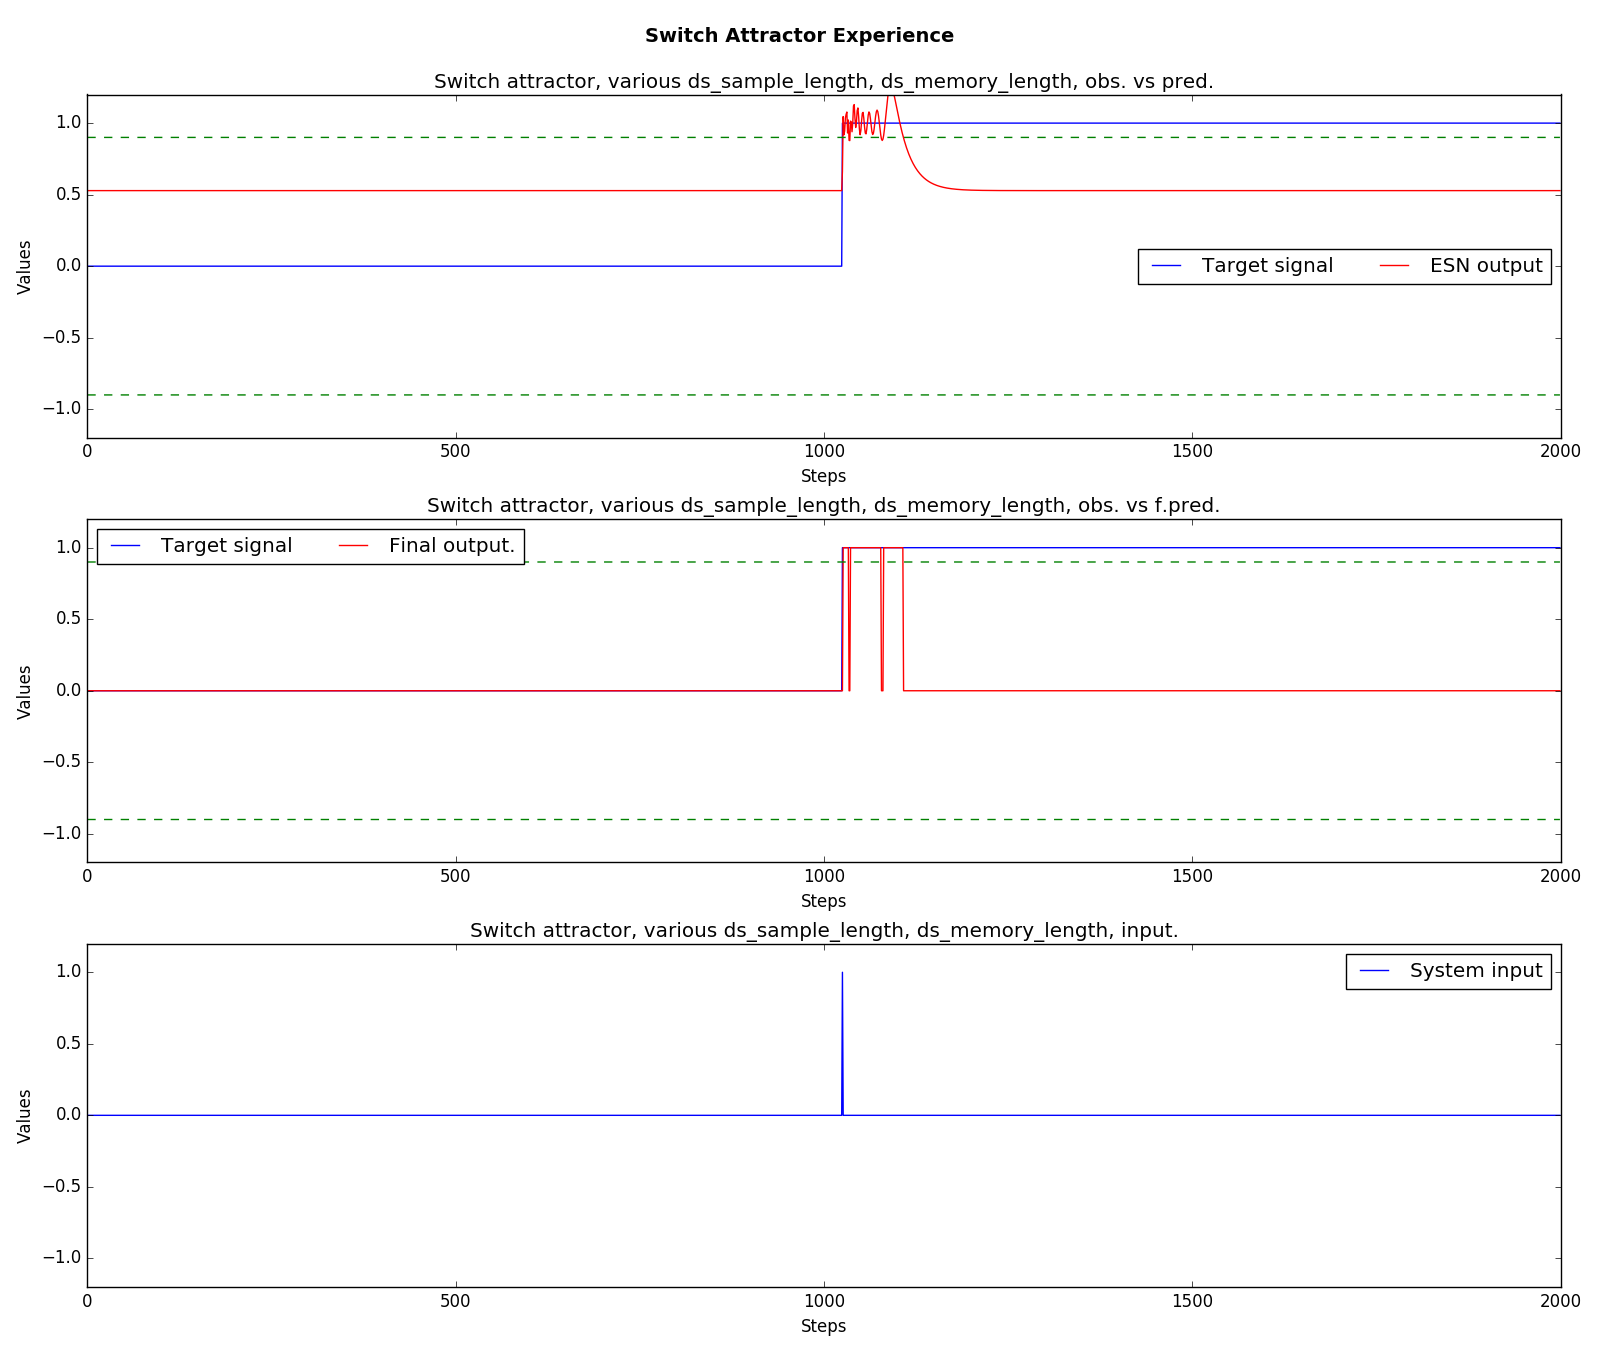 Switch Attractor Experience
Switch attractor, various ds_sample_length, ds_memory_length, obs. vs pred.
1.0
0.5
0.0
−0.5
−1.0
Values
Target signal ESN output
0 500 1000 1500 2000
Steps
Switch attractor, various ds_sample_length, ds_memory_length, obs. vs f.pred.
Target signal Final output.
1.0
0.5
0.0
−0.5
−1.0
Values
0 500 1000 1500 2000
Steps
Switch attractor, various ds_sample_length, ds_memory_length, input.
System input
1.0
0.5
0.0
−0.5
−1.0
Values
0 500 1000 1500 2000
Steps